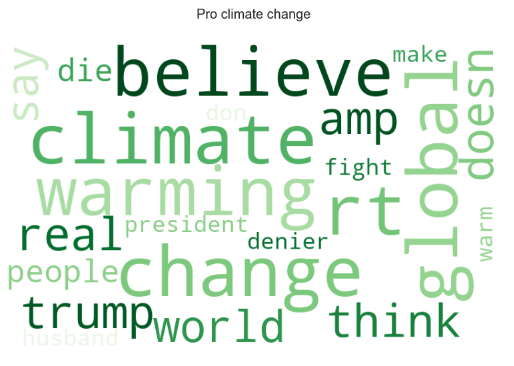 Pro climate change
say
die
believe
make
global
doesn
don
amp
climate
fight
warming
rt
real
president
denier
warm
people
change
trump
world
think
husband